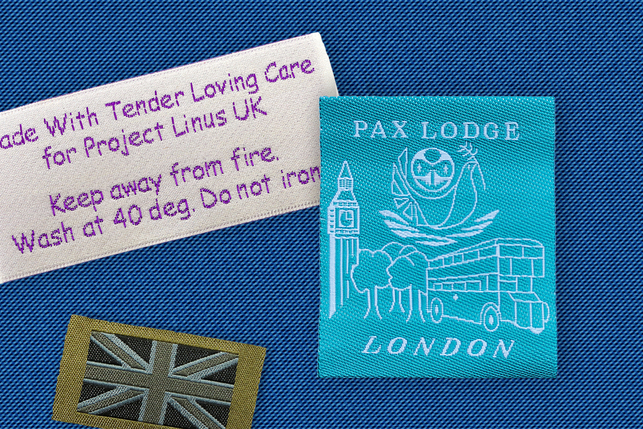 ade With Tender Loving Care
for Project Linus UK
Keep away from fire.
Wash at 40 deg. Do not iron
PAX LODGE
LONDON